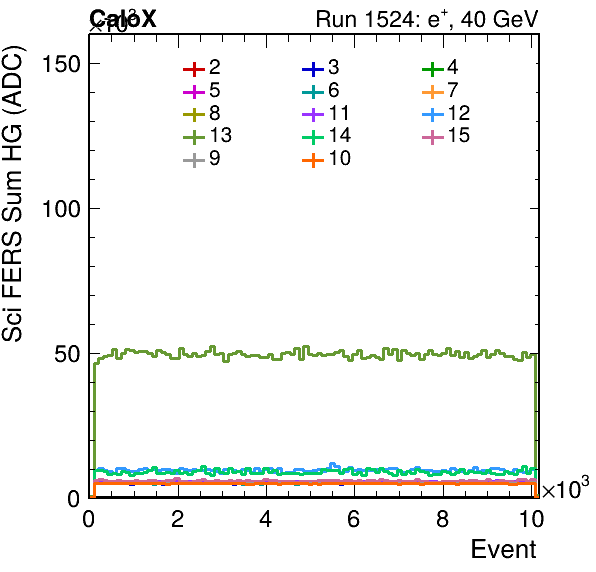 CaloX Run 1524: e+, 40 GeV
×10³
Sci FERS Sum HG (ADC)
2 3 4
5 6 7
8 11 12
13 14 15
9 10
150
100
50
0
0 2 4 6 8 10
×10³
Event